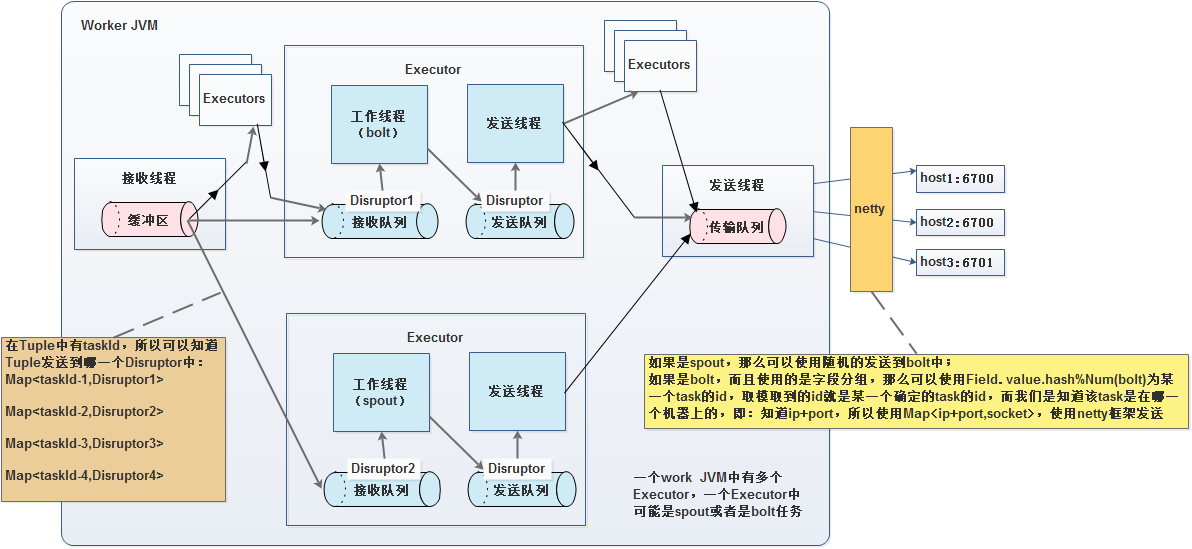 Worker JVM
Executors
接收线程
缓冲区
Executor
工作线程
（bolt）
发送线程
Disruptor1
接收队列
Disruptor
发送队列
Executors
发送线程
传输队列
netty
host1:6700
host2:6700
host3:6701
Executor
工作线程
（spout）
发送线程
Disruptor2
接收队列
Disruptor
发送队列
在Tuple中有taskId，所以可以知道
Tuple发送到哪一个Disruptor中：
Map<taskId-1,Disruptor1>
Map<taskId-2,Disruptor2>
Map<taskId-3,Disruptor3>
Map<taskId-4,Disruptor4>
如果是spout，那么可以使用随机的发送到bolt中；
如果是bolt，而且使用的是字段分组，那么可以使用Field.value.hash%Num(bolt)为某
一个task的id，取模取到的id就是某一个确定的task的id，而我们是知道该task是在哪一
个机器上的，即：知道ip+port，所以使用Map<ip+port,socket>，使用netty框架发送
一个work JVM中有多个
Executor，一个Executor中
可能是spout或者是bolt任务